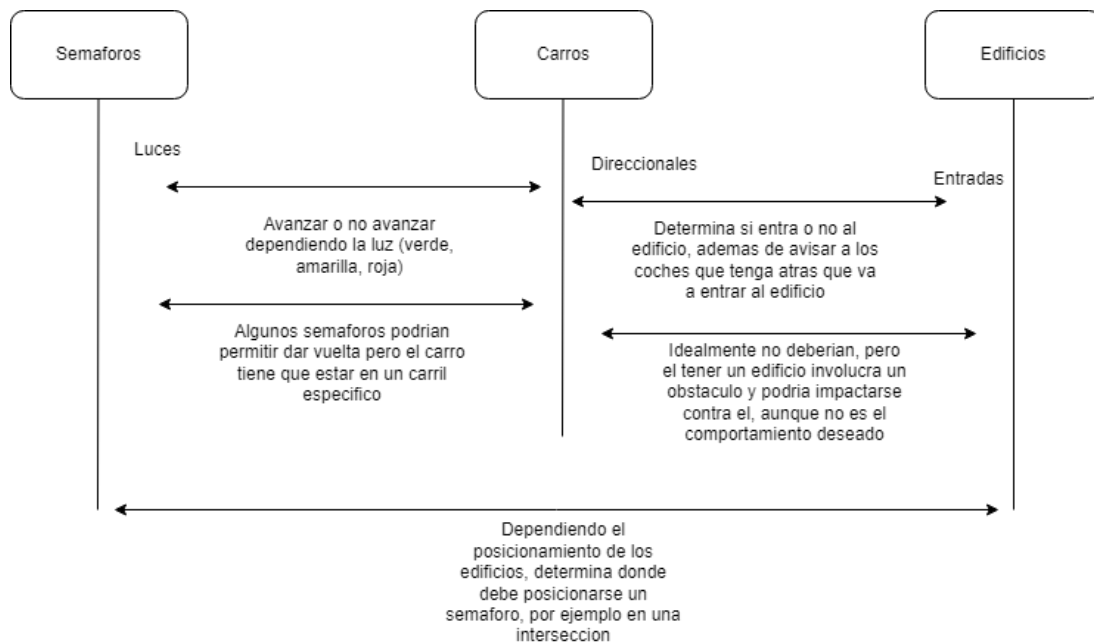 Semaforos
Carros
Edificios
Luces
Direccionales
Entradas
Avanzar o no avanzar
dependiendo la luz (verde,
amarilla, roja)
Determina si entra o no al
edificio, ademas de avisar a los
coches que tenga atras que va
a entrar al edificio
Algunos semaforos podrian
permitir dar vuelta pero el carro
tiene que estar en un carril
especifico
Idealmente no deberian, pero
el tener un edificio involucra un
obstaculo y podria impactarse
contra el, aunque no es el
comportamiento deseado
Dependiendo el
posicionamiento de los
edificios, determina donde
debe posicionarse un
semaforo, por ejemplo en una
interseccion